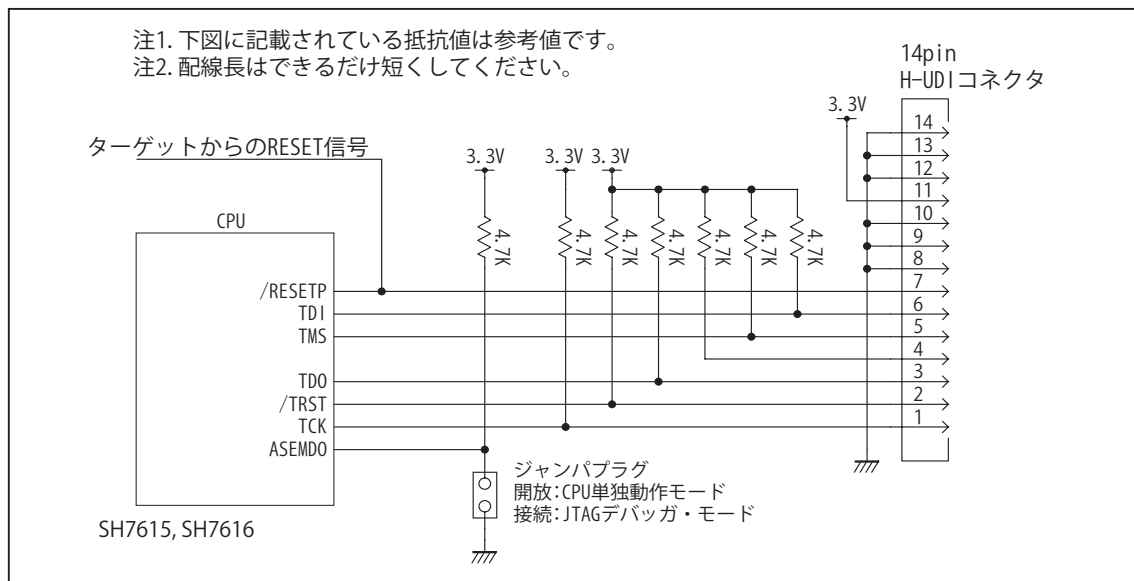 注1. 下図に記載されている抵抗値は参考値です。
注2. 配線長はできるだけ短くしてください。
14pin
H-UDIコネクタ
3.3V
ターゲットからのRESET信号
3.3V
3.3V
3.3V
CPU
4.7K
4.7K
4.7K
4.7K
4.7K
4.7K
4.7K
14
13
12
11
10
9
8
7
6
5
4
3
2
1
/RESETP
TDI
TMS
TDO
/TRST
TCK
ASEMDO
ジャンパプラグ
開放:CPU単独動作モード
接続:JTAGデバッガ・モード
SH7615, SH7616